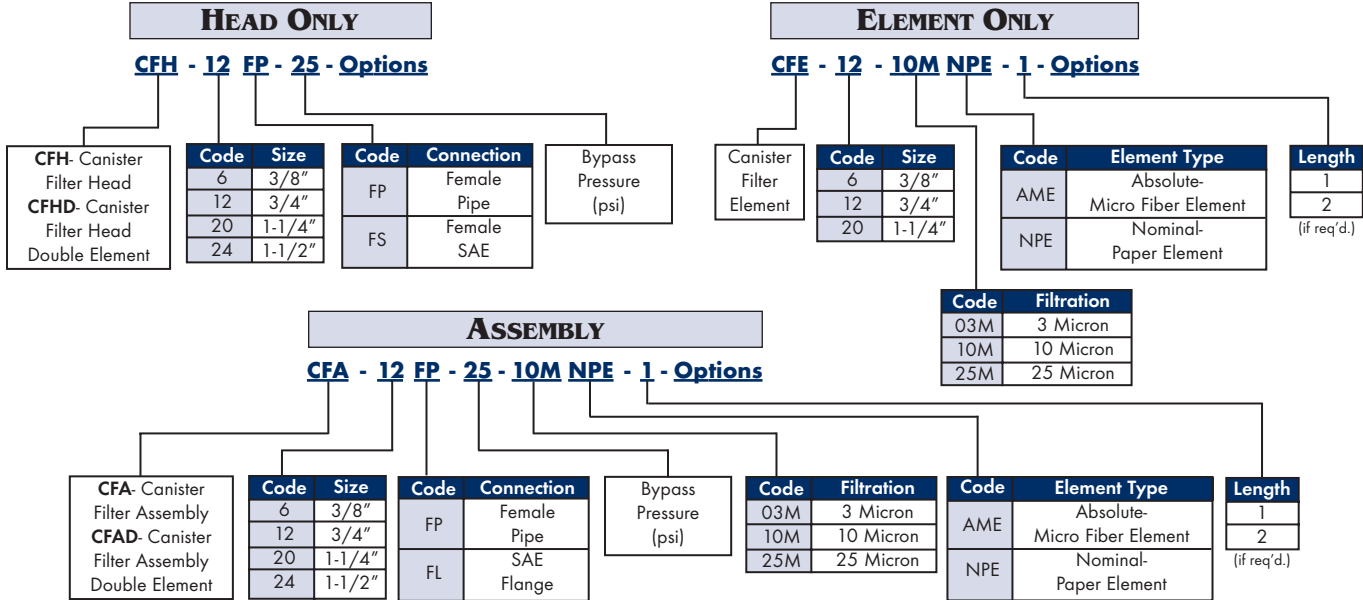 HEAD ONLY
CFH - 12 FP - 25 - Options
CFH- Canister
Filter Head
CFHD- Canister
Filter Head
Double Element
Code Size
6 3/8"
12 3/4"
20 1-1/4"
24 1-1/2"
Code Connection
FP Female
Pipe
FS Female
SAE
Bypass
Pressure
(psi)
ELEMENT ONLY
CFE - 12 - 10M NPE - 1 - Options
Canister
Filter
Element
Code Size
6 3/8"
12 3/4"
20 1-1/4"
Code Element Type
AME Absolute-
Micro Fiber Element
NPE Nominal-
Paper Element
Length
1
2
(if req'd.)
Code Filtration
03M 3 Micron
10M 10 Micron
25M 25 Micron
ASSEMBLY
CFA - 12 FP - 25 - 10M NPE - 1 - Options
CFA- Canister
Filter Assembly
CFAD- Canister
Filter Assembly
Double Element
Code Size
6 3/8"
12 3/4"
20 1-1/4"
24 1-1/2"
Code Connection
FP Female
Pipe
FL SAE
Flange
Bypass
Pressure
(psi)
Code Filtration
03M 3 Micron
10M 10 Micron
25M 25 Micron
Code Element Type
AME Absolute-
Micro Fiber Element
NPE Nominal-
Paper Element
Length
1
2
(if req'd.)